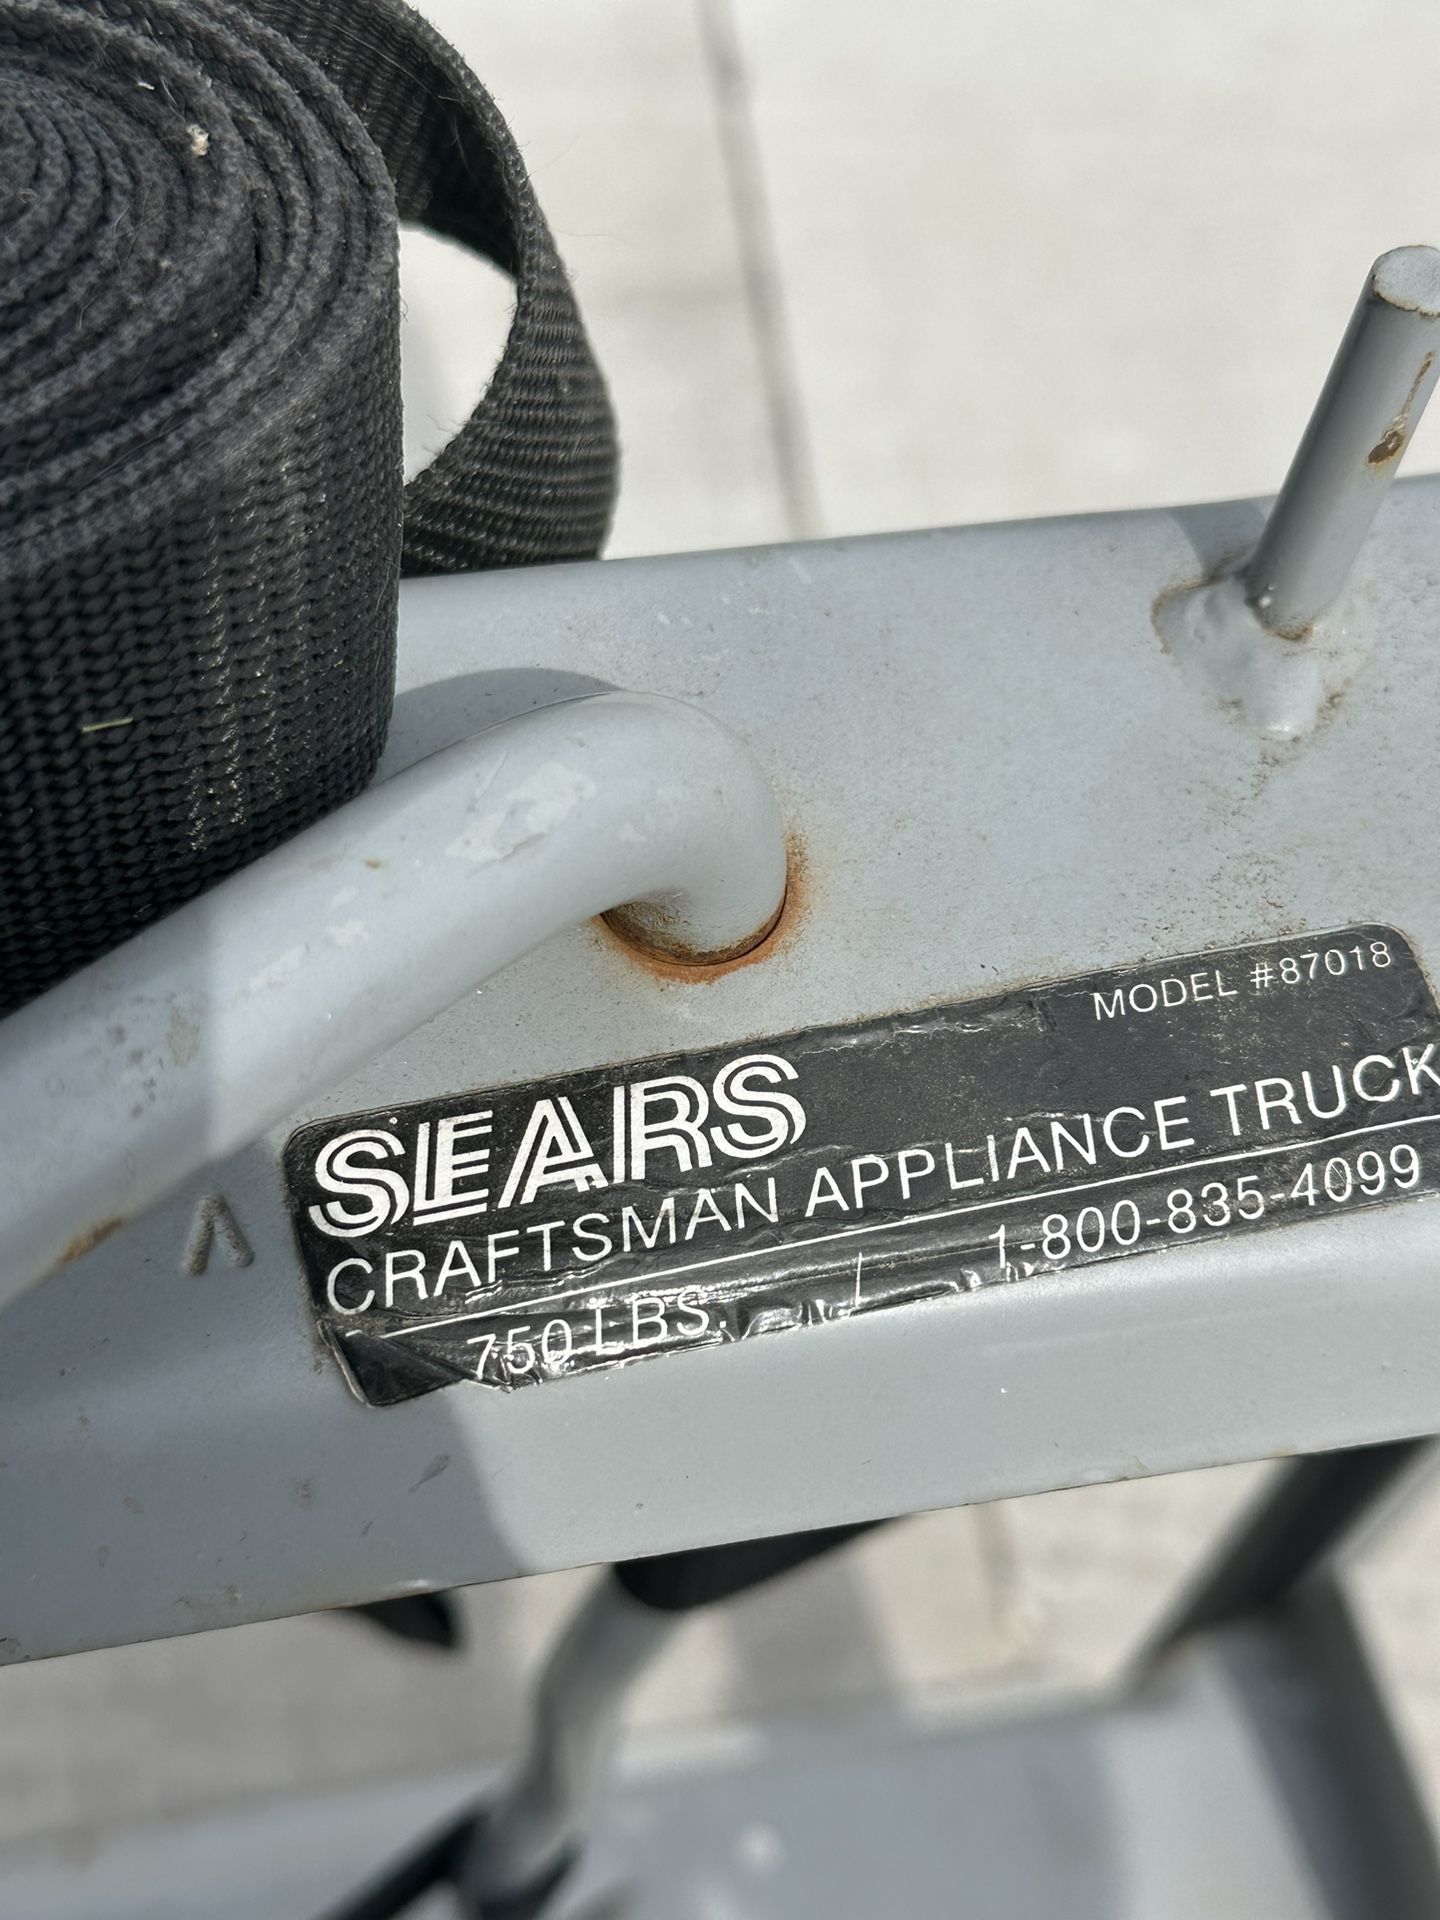 MODEL #87018
SEARS
CRAFTSMAN APPLIANCE TRUCK
750 LBS. / 1-800-835-4099